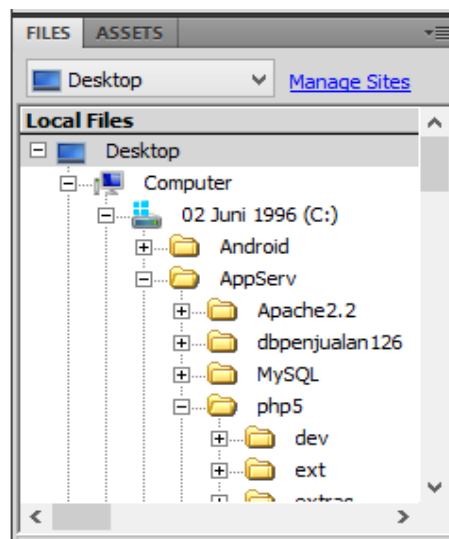 FILES ASSETS
Desktop Manage Sites
Local Files
Desktop
Computer
02 Juni 1996 (C:)
Android
AppServ
Apache2.2
dbpenjualan126
MySQL
php5
dev
ext